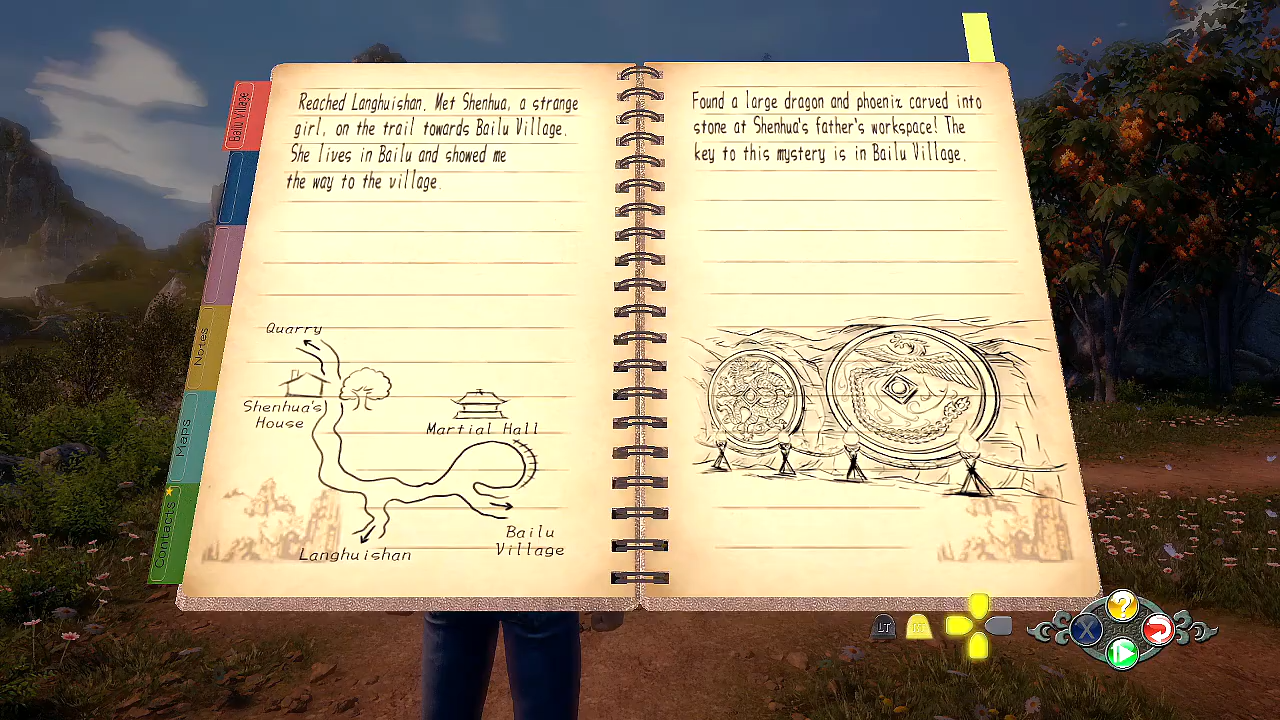 Reached Langhuishan. Met Shenhua, a strange
girl, on the trail towards Bailu Village.
She lives in Bailu and showed me
the way to the village.
Quarry
Shenhua's
House
Martial Hall
Langhuishan
Bailu
Village
Found a large dragon and phoenix carved into
stone at Shenhua's father's workspace! The
key to this mystery is in Bailu Village.
Bailu Village
Notes
Maps
Contacts
LT
LT
X
?